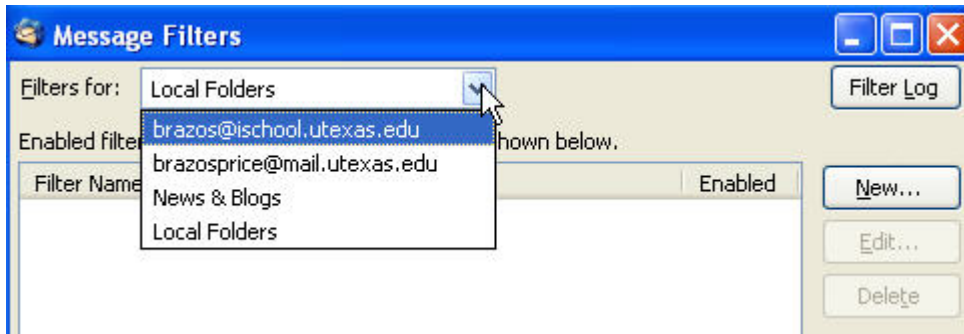 Message Filters
Filters for: Local Folders Filter Log
brazos@ischool.utexas.edu
Enabled filte hown below.
brazosprice@mail.utexas.edu
Filter Name Enabled New...
News & Blogs
Local Folders
Edit...
Delete